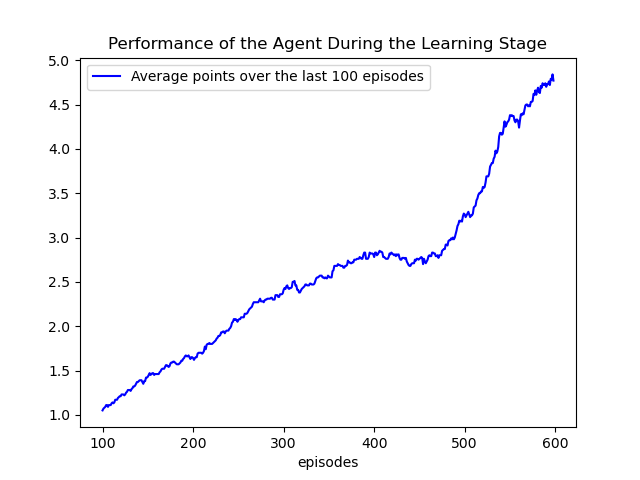 Performance of the Agent During the Learning Stage
Average points over the last 100 episodes
5.0
4.5
4.0
3.5
3.0
2.5
2.0
1.5
1.0
100 200 300 400 500 600
episodes